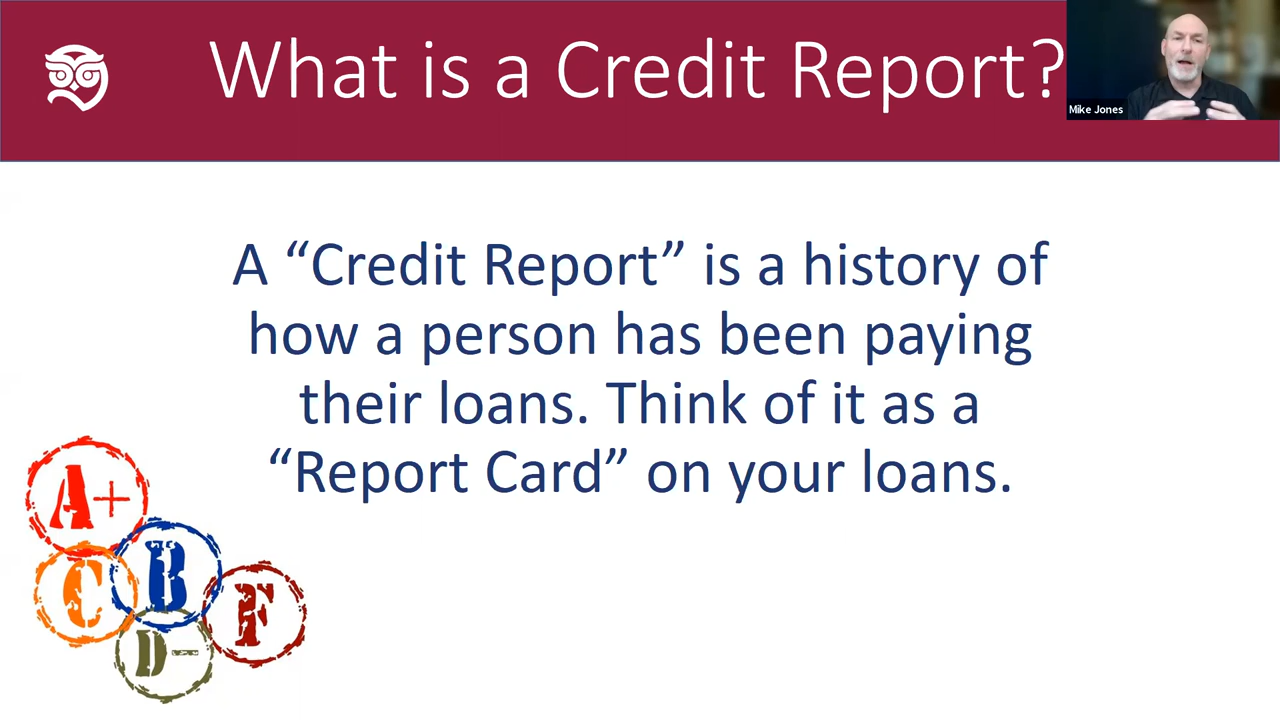 What is a Credit Report?
Mike Jones
A “Credit Report” is a history of
how a person has been paying
their loans. Think of it as a
“Report Card” on your loans.
A+
B
C
F
D-